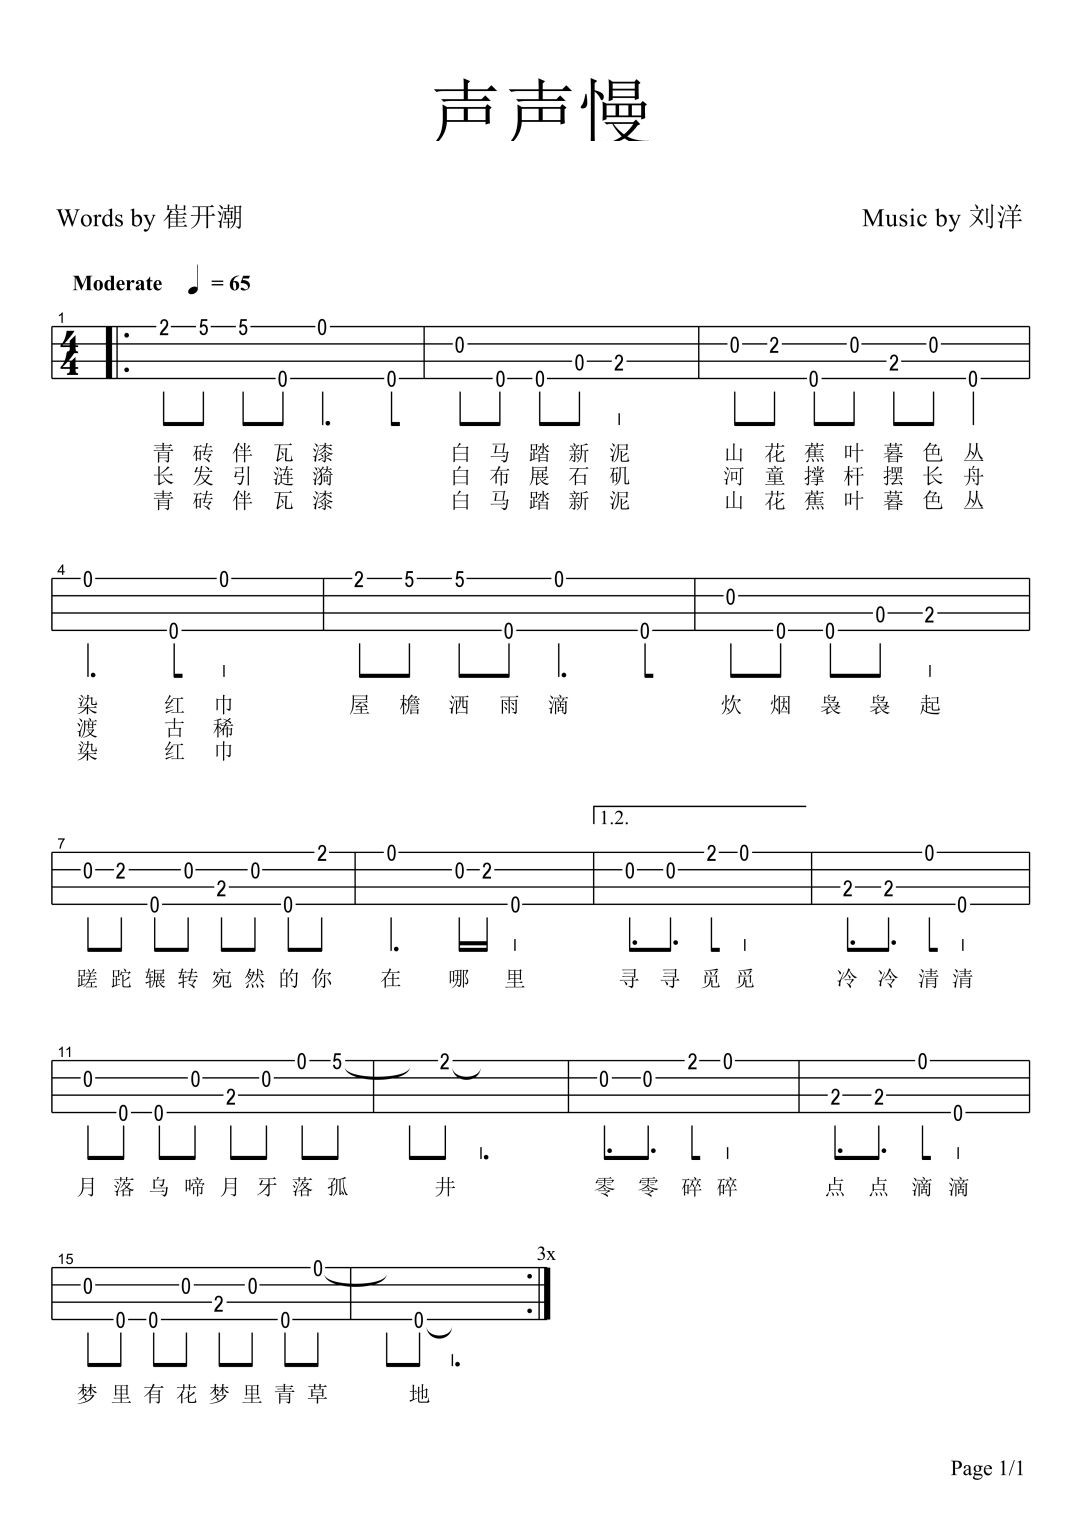 声声慢
Words by 崔开潮
Music by 刘洋
Moderate ♩ = 65
1
4/4
2 5 5 0 0 0 0 0 0 0 2 0 2 0 0 2 0 0
青 砖 伴 瓦 漆 白 马 踏 新 泥 山 花 蕉 叶 暮 色 丛
长 发 引 涟 漪 白 布 展 石 矶 河 童 撑 杆 摆 长 舟
青 砖 伴 瓦 漆 白 马 踏 新 泥 山 花 蕉 叶 暮 色 丛
4
0 0 0 2 5 5 0 0 0 0 0 0 0 2
染 红 巾 屋 檐 洒 雨 滴 炊 烟 袅 袅 起
渡 古 稀
染 红 巾
1.2.
7
0 2 0 0 2 0 0 2 0 0 2 0 0 0 2 0 2 2 0 0
蹉 跎 辗 转 宛 然 的 你 在 哪 里 寻 寻 觅 觅 冷 冷 清 清
11
0 0 0 0 2 0 0 5 2 0 0 2 0 2 2 0 0
月 落 乌 啼 月 牙 落 孤 井 零 零 碎 碎 点 点 滴 滴
15
3x
0 0 0 0 2 0 0 0 0
梦 里 有 花 梦 里 青 草 地
Page 1/1